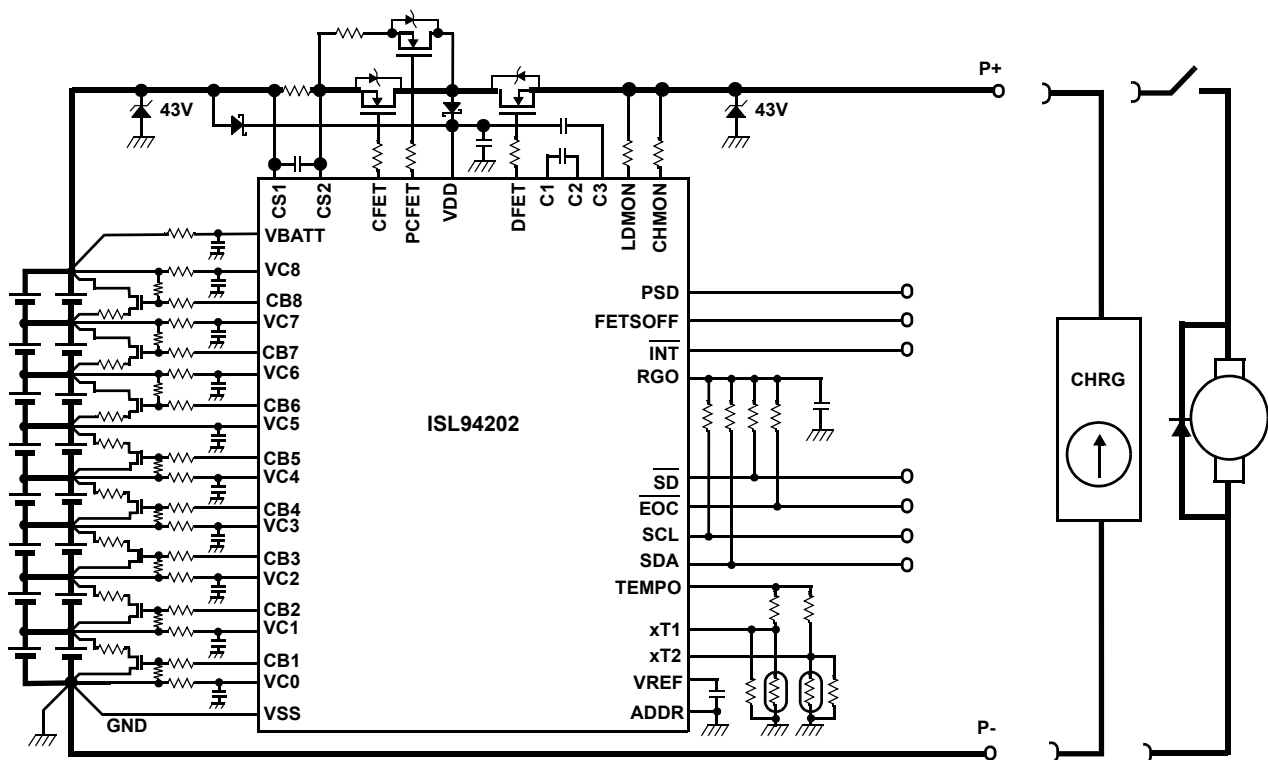 P+
43V
43V
CS1
CS2
CFET
PCFET
VDD
DFET
C1
C2
C3
LDMON
CHMON
VBATT
VC8
CB8
VC7
CB7
VC6
CB6
VC5
CB5
VC4
CB4
VC3
CB3
VC2
CB2
VC1
CB1
VC0
VSS
GND
ISL94202
PSD
FETSOFF
INT
RGO
SD
EOC
SCL
SDA
TEMPO
xT1
xT2
VREF
ADDR
CHRG
P-